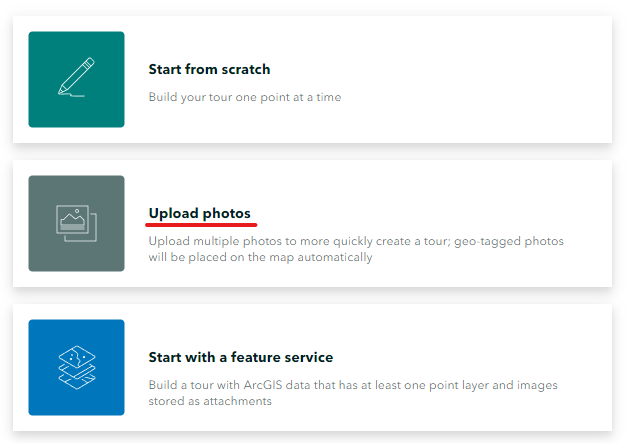 Start from scratch
Build your tour one point at a time
Upload photos
Upload multiple photos to more quickly create a tour; geo-tagged photos
will be placed on the map automatically
Start with a feature service
Build a tour with ArcGIS data that has at least one point layer and images
stored as attachments